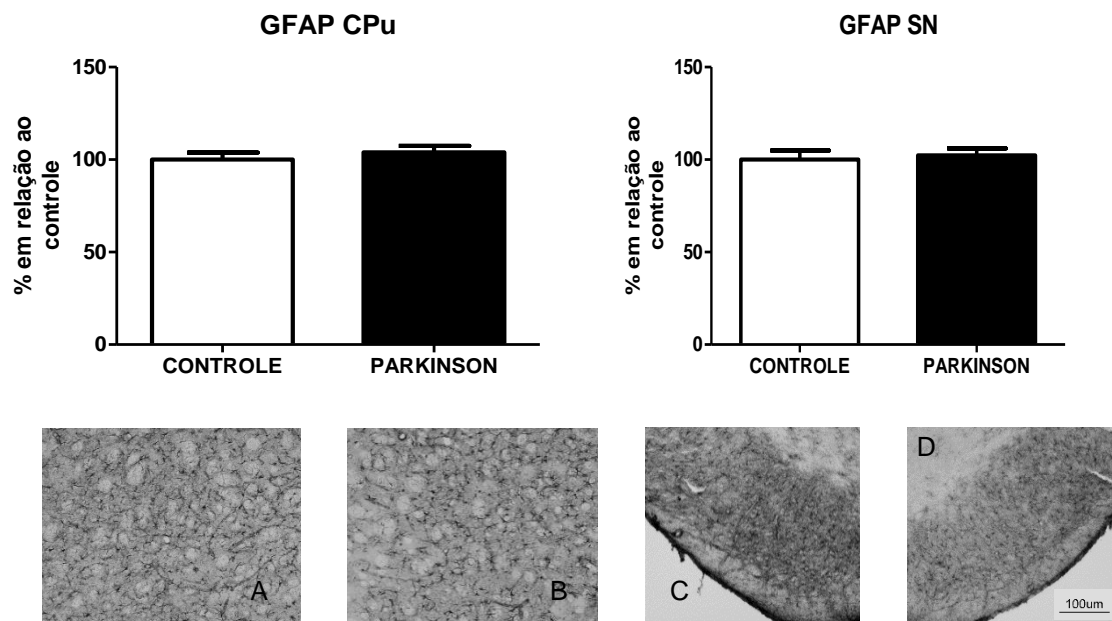 GFAP CPu
% em relação ao
controle
150
100
50
0
CONTROLE
PARKINSON
GFAP SN
% em relação ao
controle
150
100
50
0
CONTROLE
PARKINSON
A
B
C
D
100um